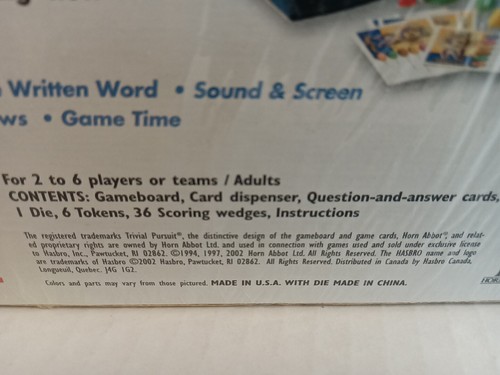 Written Word • Sound & Screen
ws • Game Time
For 2 to 6 players or teams / Adults
CONTENTS: Gameboard, Card dispenser, Question-and-answer cards,
1 Die, 6 Tokens, 36 Scoring wedges, Instructions
The registered trademarks Trivial Pursuit®, the distinctive design of the gameboard and game cards, Horn Abbot®, and relat-
ed proprietary rights are owned by Horn Abbot Ltd. and used in connection with games used and sold under exclusive license
to Hasbro, Inc., Pawtucket, RI 02862. ©1994, 1997, 2002 Horn Abbot Ltd. All Rights Reserved. The HASBRO name and logo
are trademarks of Hasbro ©2002 Hasbro, Pawtucket, RI 02862. All Rights Reserved. Distributed in Canada by Hasbro Canada,
Longueuil, Quebec. J4G 1G2.
Colors and parts may vary from those pictured. MADE IN U.S.A. WITH DIE MADE IN CHINA.
HOR